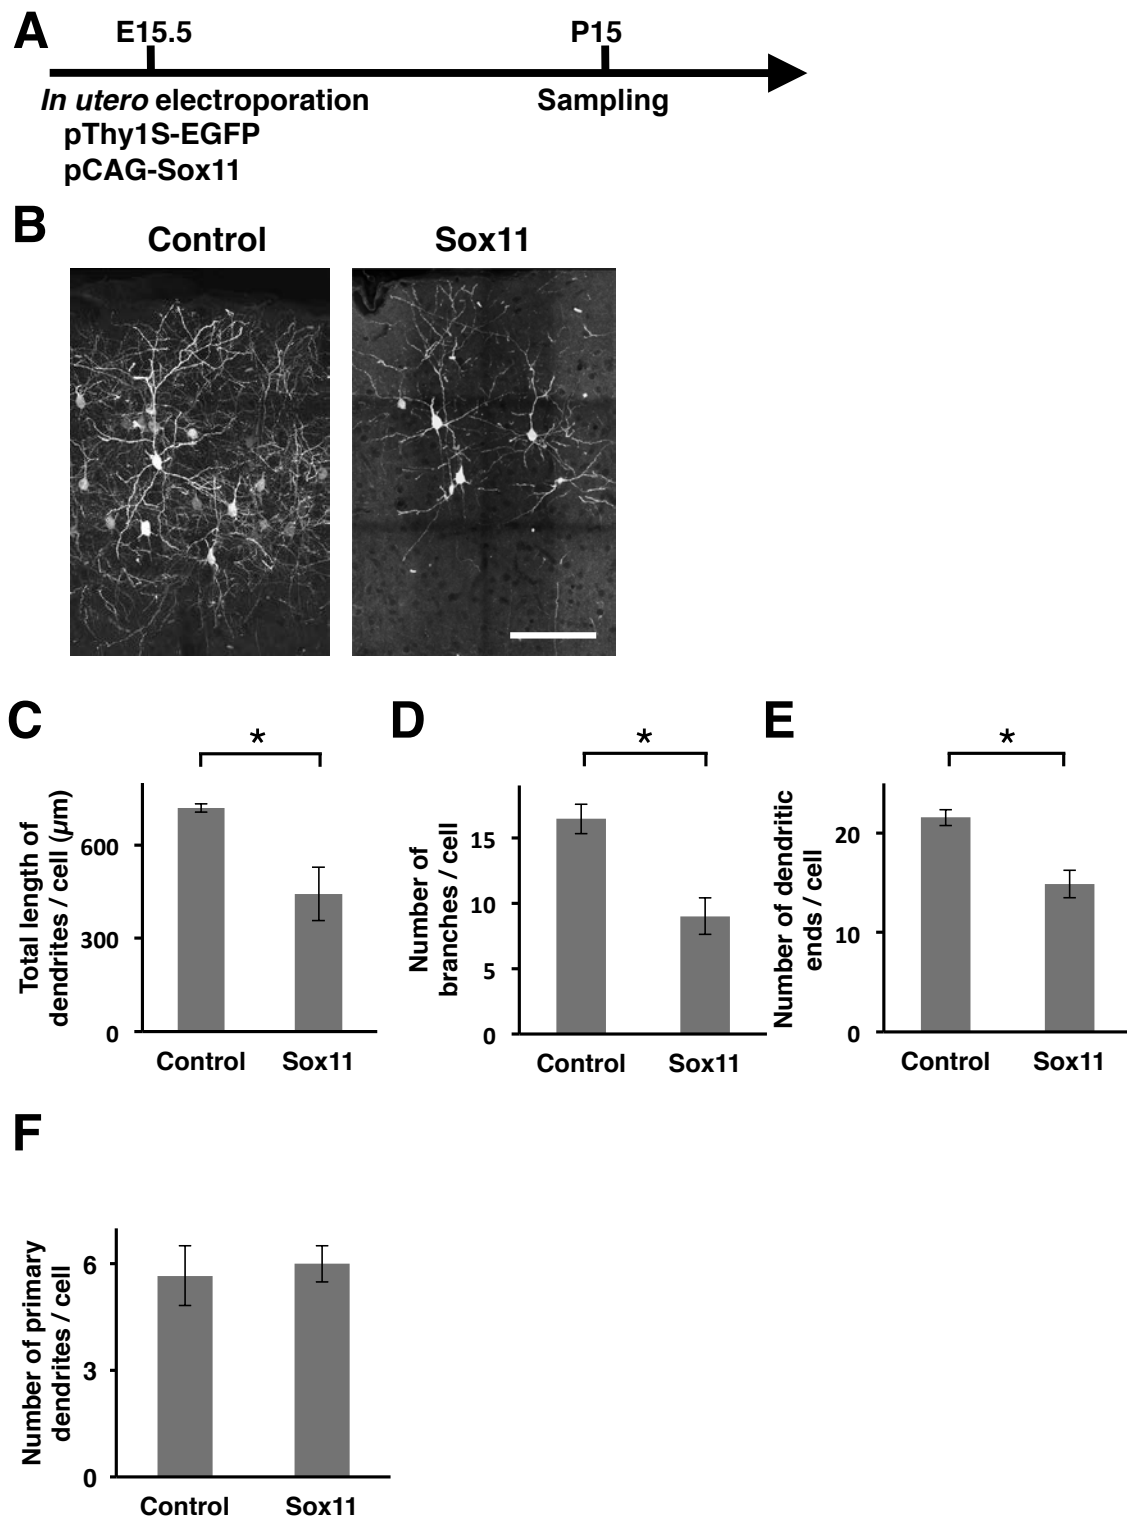 A
E15.5
P15
In utero electroporation
Sampling
pThy1S-EGFP
pCAG-Sox11
B
Control
Sox11
C
*
Total length of
dendrites / cell (µm)
600
300
0
Control
Sox11
D
*
Number of
branches / cell
15
10
5
0
Control
Sox11
E
*
Number of dendritic
ends / cell
20
10
0
Control
Sox11
F
Number of primary
dendrites / cell
6
3
0
Control
Sox11